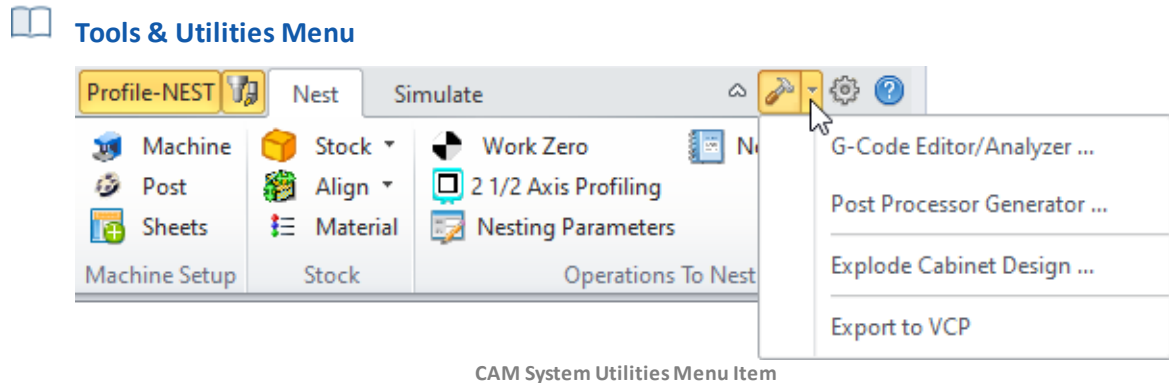 Tools & Utilities Menu
Profile-NEST Nest Simulate
Machine Stock Work Zero
G-Code Editor/Analyzer ...
Post Align 2 1/2 Axis Profiling
Post Processor Generator ...
Sheets Material Nesting Parameters
Machine Setup Stock Operations To Nest
Explode Cabinet Design ...
Export to VCP
CAM System Utilities Menu Item